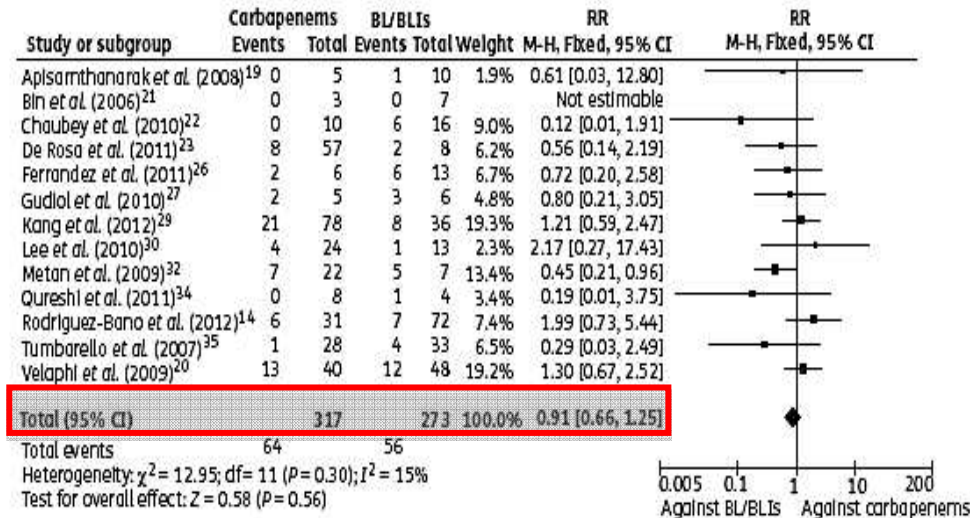 Carbapenems BL/BLIs RR RR
Study or subgroup Events Total Events Total Weight M-H, Fixed, 95% CI M-H, Fixed, 95% CI
Apisarnthanarak et al. (2008)19 0 5 1 10 1.9% 0.61 [0.03, 12.80]
Bin et al. (2006)21 0 3 0 7 Not estimable
Chaubey et al. (2010)22 0 10 6 16 9.0% 0.12 [0.01, 1.91]
De Rosa et al. (2011)23 8 57 2 8 6.2% 0.56 [0.14, 2.19]
Ferrandez et al. (2011)26 2 6 6 13 6.7% 0.72 [0.20, 2.58]
Gudiol et al. (2010)27 2 5 3 6 4.8% 0.80 [0.21, 3.05]
Kang et al. (2012)29 21 78 8 36 19.3% 1.21 [0.59, 2.47]
Lee et al. (2010)30 4 24 1 13 2.3% 2.17 [0.27, 17.43]
Metan et al. (2009)32 7 22 5 7 13.4% 0.45 [0.21, 0.96]
Qureshi et al. (2011)34 0 8 1 4 3.4% 0.19 [0.01, 3.75]
Rodriguez-Bano et al. (2012)14 6 31 7 72 7.4% 1.99 [0.73, 5.44]
Tumbarello et al. (2007)35 1 28 4 33 6.5% 0.29 [0.03, 2.49]
Velaphi et al. (2009)20 13 40 12 48 19.2% 1.30 [0.67, 2.52]
Total (95% CI) 317 273 100.0% 0.91 [0.66, 1.25]
Total events 64 56
Heterogeneity: χ2 = 12.95; df = 11 (P = 0.30); I2 = 15%
Test for overall effect: Z = 0.58 (P = 0.56)
0.005 0.1 1 10 200
Against BL/BLIs Against carbapenems